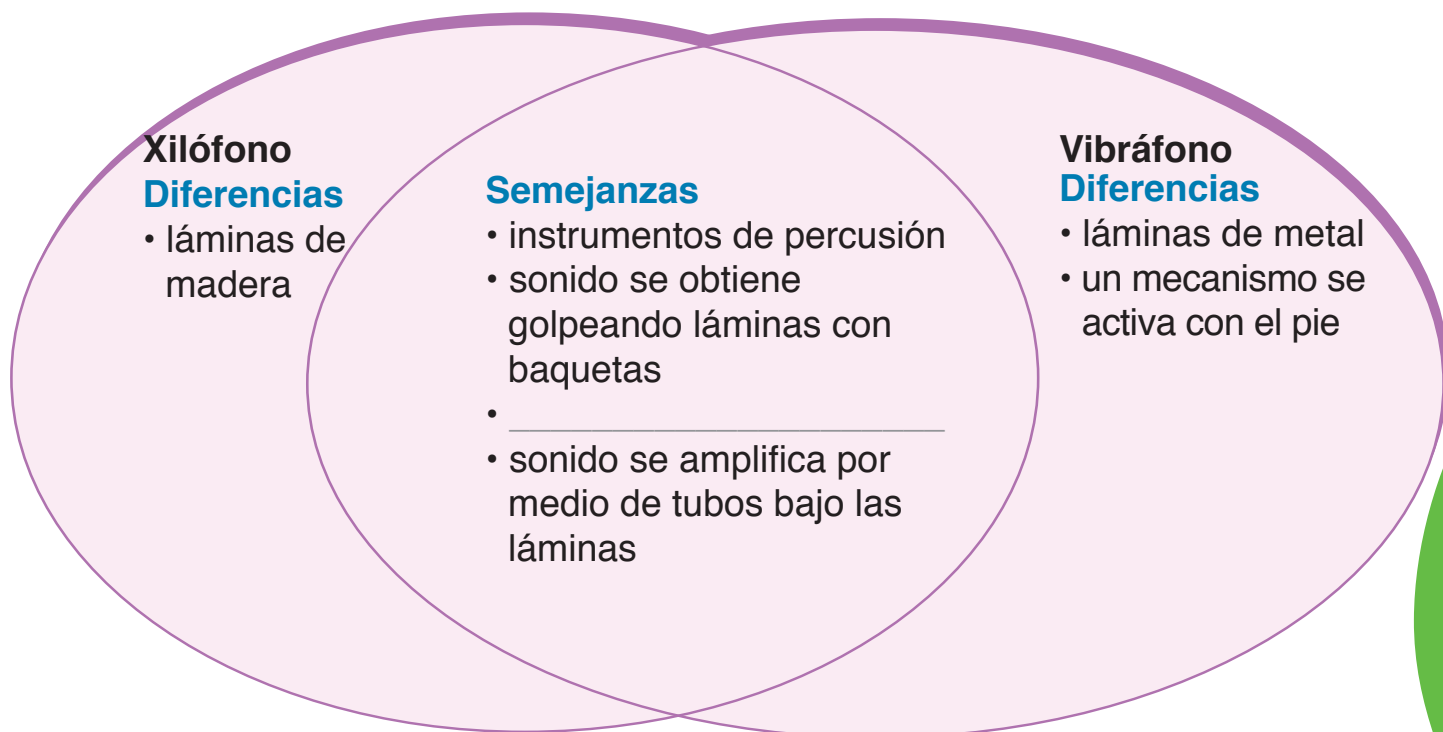 Xilófono
Diferencias
• láminas de
madera
Semejanzas
• instrumentos de percusión
• sonido se obtiene
golpeando láminas con
baquetas
• ______________________
• sonido se amplifica por
medio de tubos bajo las
láminas
Vibráfono
Diferencias
• láminas de metal
• un mecanismo se
activa con el pie